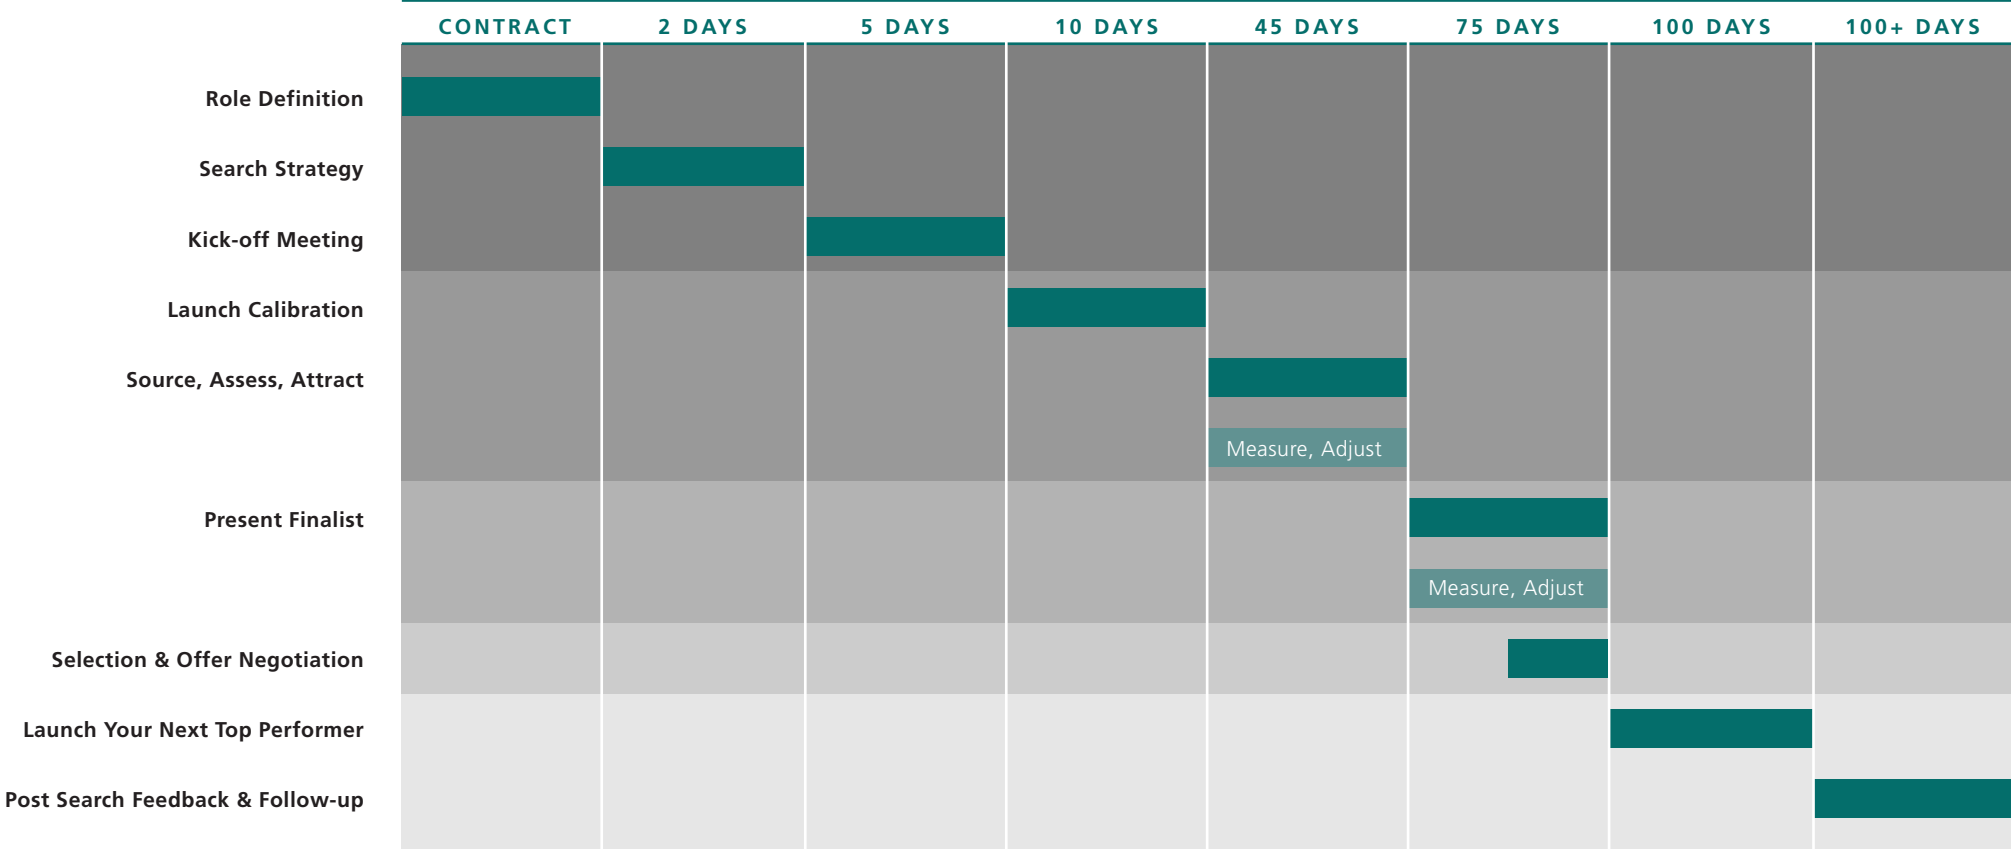 CONTRACT 2 DAYS 5 DAYS 10 DAYS 45 DAYS 75 DAYS 100 DAYS 100+ DAYS
Role Definition
Search Strategy
Kick-off Meeting
Launch Calibration
Source, Assess, Attract
Measure, Adjust
Present Finalist
Measure, Adjust
Selection & Offer Negotiation
Launch Your Next Top Performer
Post Search Feedback & Follow-up